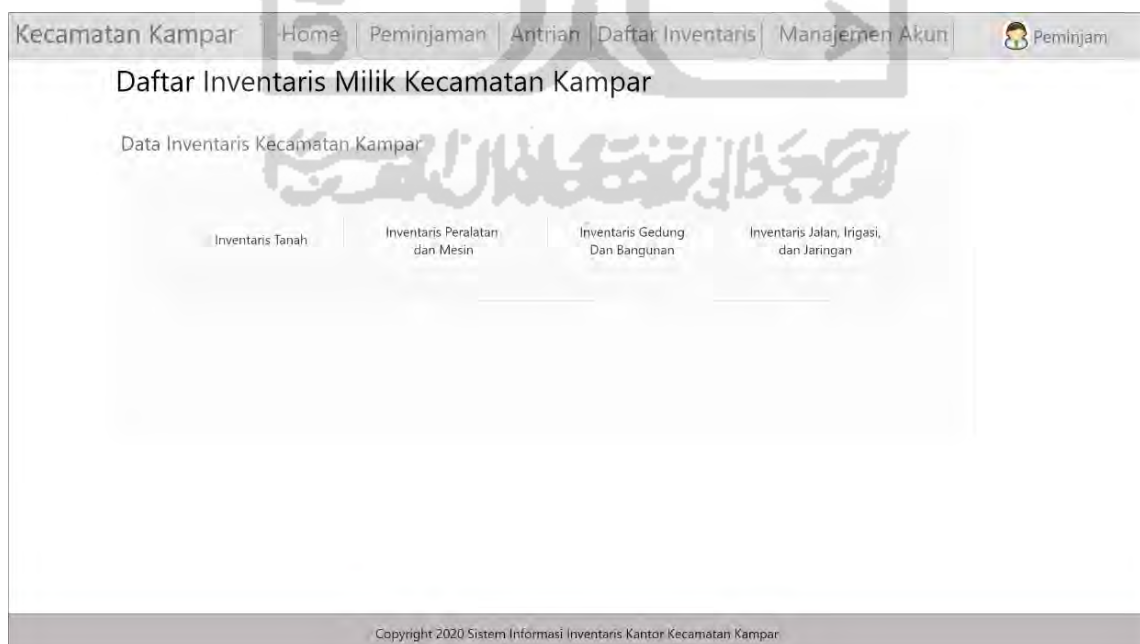 Kecamatan Kampar Home Peminjaman Antrian Daftar Inventaris Manajemen Akun Peminjam
Daftar Inventaris Milik Kecamatan Kampar
Data Inventaris Kecamatan Kampar
Inventaris Tanah
Inventaris Peralatan
dan Mesin
Inventaris Gedung
Dan Bangunan
Inventaris Jalan, Irigasi,
dan Jaringan
Copyright 2020 Sistem Informasi Inventaris Kantor Kecamatan Kampar